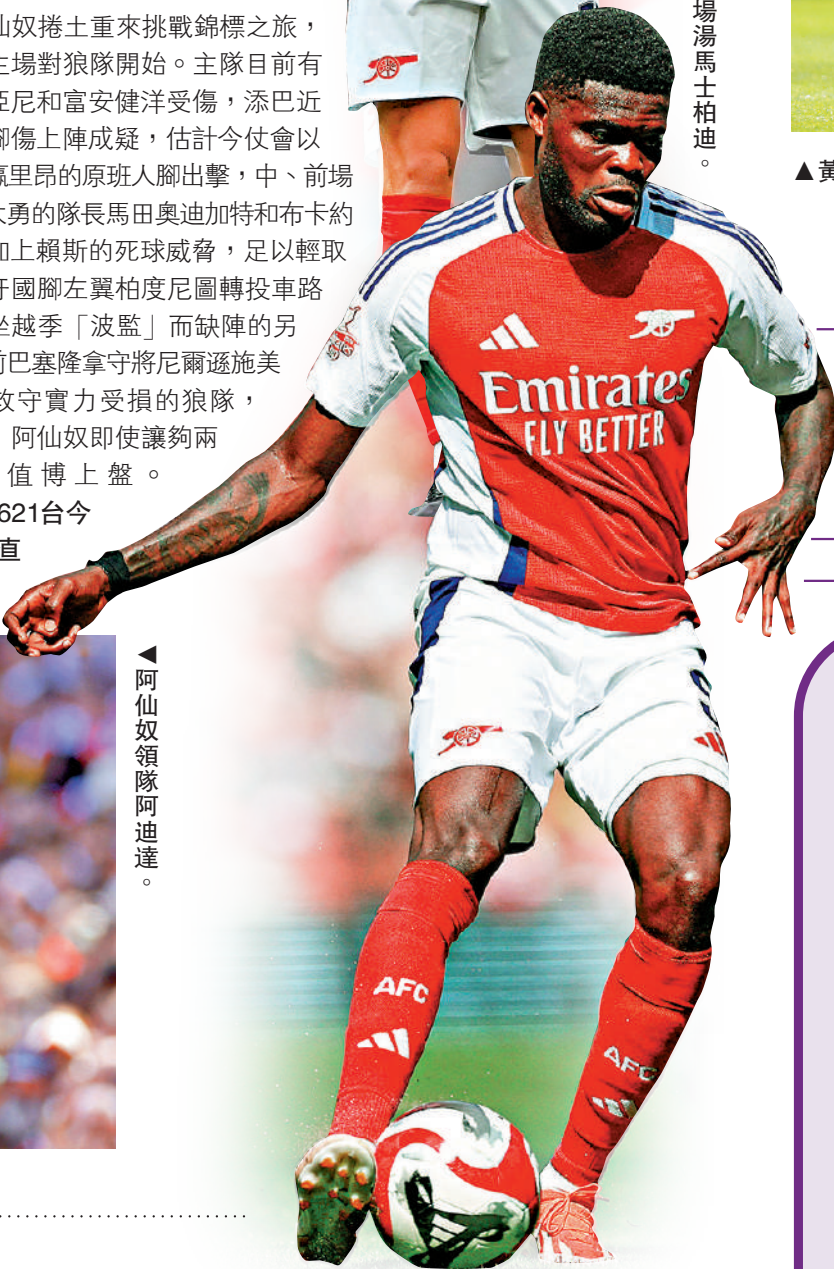 仙奴捲土重來挑戰錦標之旅，
主場對狼隊開始。主隊目前有
亞尼和富安健洋受傷，添巴近
腳傷上陣成疑，估計今仗會以
贏里昂的原班人腳出擊，中、前場
大勇的隊長馬田奧迪加特和布卡約
加上賴斯的死球威脅，足以輕取
牙國腳左翼柏度尼圖轉投車路
坐越季「波監」而缺陣的另
前巴塞隆拿守將尼爾遜施美
攻守實力受損的狼隊，
阿仙奴即使讓夠兩
值博上盤。
621台今
直
場湯馬士柏迪。
▲黃
◀阿仙奴領隊阿迪達。
Emirates
FLY BETTER
5
AFC
AFC